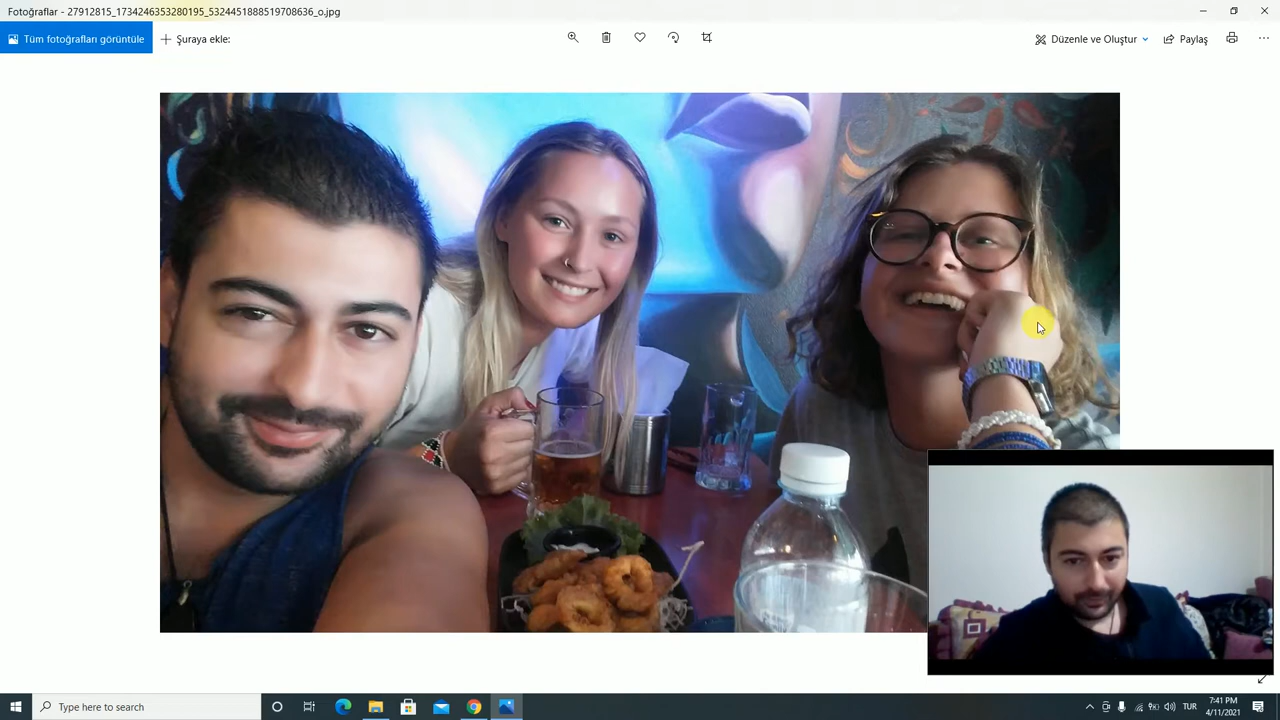 Fotoğraflar - 27912815_1734246353280195_5324451888519708636_o.jpg
Tüm fotoğrafları görüntüle
Şuraya ekle:
Düzenle ve Oluştur
Paylaş
Type here to search
TUR
7:41 PM
4/11/2021